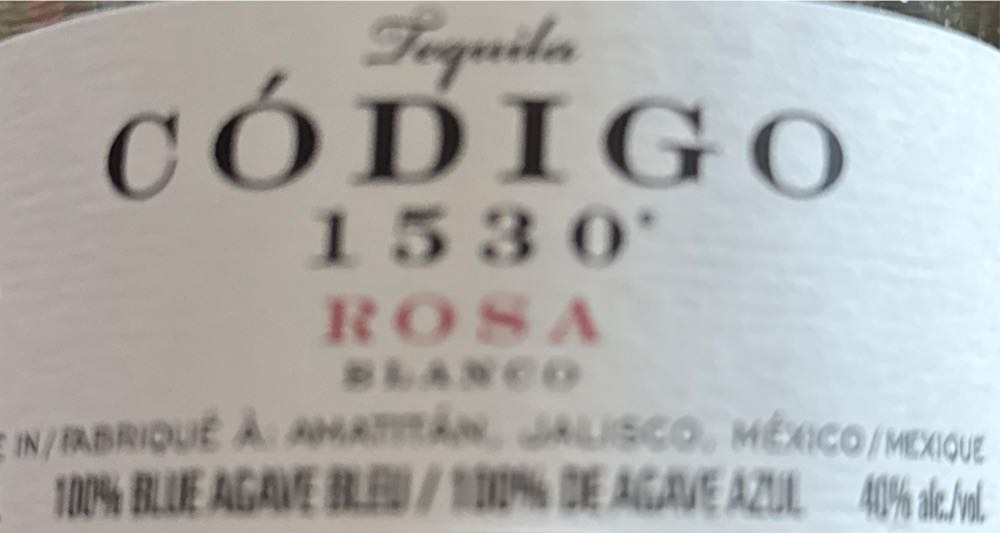 Tequila
CÓDIGO
1530®
ROSA
BLANCO
IN/FABRIQUÉ À: AMATITÁN, JALISCO, MÉXICO/MEXIQUE
100% BLUE AGAVE BLEU / 100% DE AGAVE AZUL 40% alc./vol.